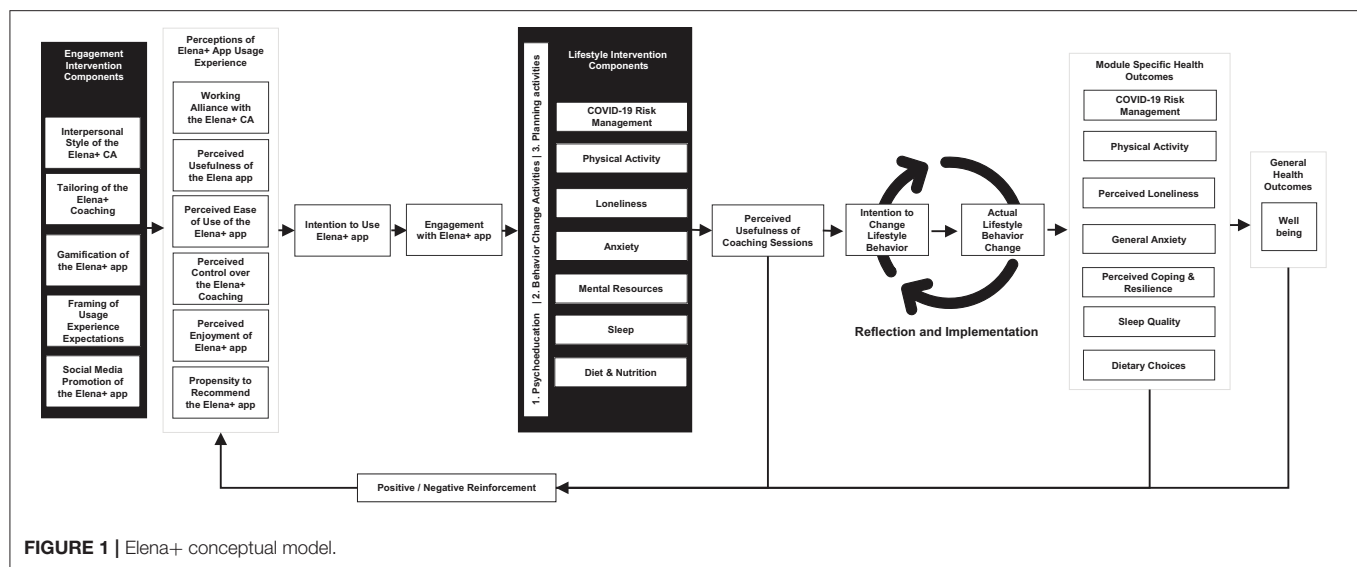 Engagement
Intervention
Components
Interpersonal
Style of the
Elena+ CA
Tailoring of the
Elena+
Coaching
Gamification
of the Elena+ app
Framing of
Usage
Experience
Expectations
Social Media
Promotion of
the Elena+ app
Perceptions of
Elena+ App Usage
Experience
Working
Alliance with
the Elena+ CA
Perceived
Usefulness of
the Elena app
Perceived Ease
of Use of the
Elena+ app
Perceived
Control over
the Elena+
Coaching
Perceived
Enjoyment of
Elena+ app
Propensity to
Recommend
the Elena+ app
Intention to Use
Elena+ app
Engagement
with Elena+ app
1. Psychoeducation | 2. Behavior Change Activities | 3. Planning activities
Lifestyle Intervention
Components
COVID-19 Risk
Management
Physical Activity
Loneliness
Anxiety
Mental Resources
Sleep
Diet & Nutrition
Perceived
Usefulness of
Coaching Sessions
Intention to
Change
Lifestyle
Behavior
Actual
Lifestyle
Behavior
Change
Reflection and Implementation
Module Specific Health
Outcomes
COVID-19 Risk
Management
Physical Activity
Perceived Loneliness
General Anxiety
Perceived Coping &
Resilience
Sleep Quality
Dietary Choices
General
Health
Outcomes
Well
being
Positive / Negative Reinforcement
FIGURE 1 | Elena+ conceptual model.